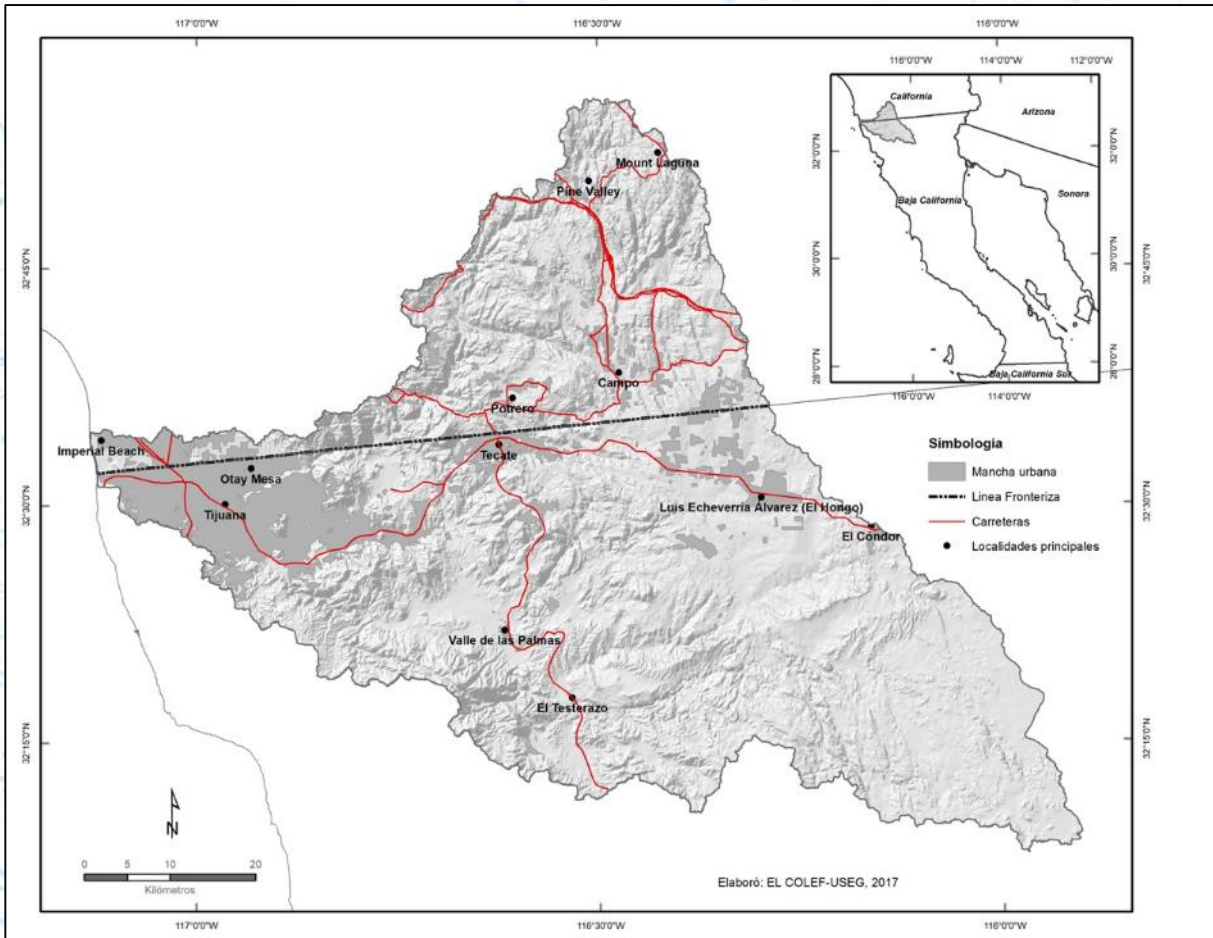 117°0'0"W
116°30'0"W
116°0'0"W
116°0'0"W
114°0'0"W
112°0'0"W
California
Arizona
32°0'0"N
32°0'0"N
Sonora
Baja California
30°0'0"N
30°0'0"N
28°0'0"N
28°0'0"N
Baja California Sur
116°0'0"W
114°0'0"W
Mount Laguna
Pine Valley
32°45'0"N
32°45'0"N
Campo
Potrero
Imperial Beach
Tecate
Otay Mesa
Tijuana
32°30'0"N
Luis Echeverria Alvarez (El Hongo)
El Cóndor
Simbologia
Mancha urbana
Linea Fronteriza
Carreteras
Localidades principales
Valle de las Palmas
El Testerazo
32°15'0"N
32°15'0"N
N
0 5 10 20
Kilómetros
Elaboró: EL COLEF-USEG, 2017
117°0'0"W
116°30'0"W
116°0'0"W